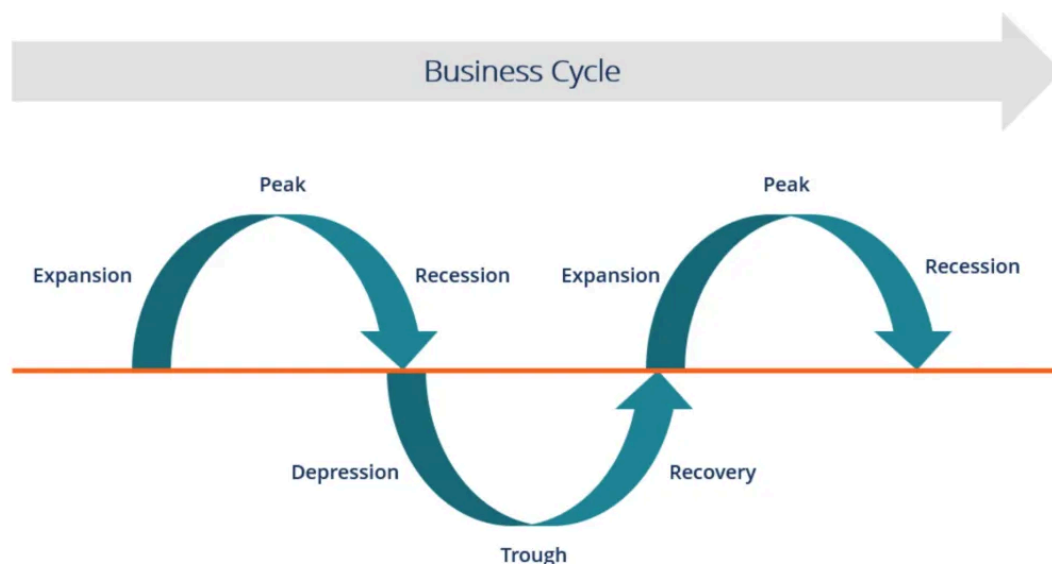 Business Cycle
Peak
Peak
Expansion
Recession
Expansion
Recession
Depression
Recovery
Trough